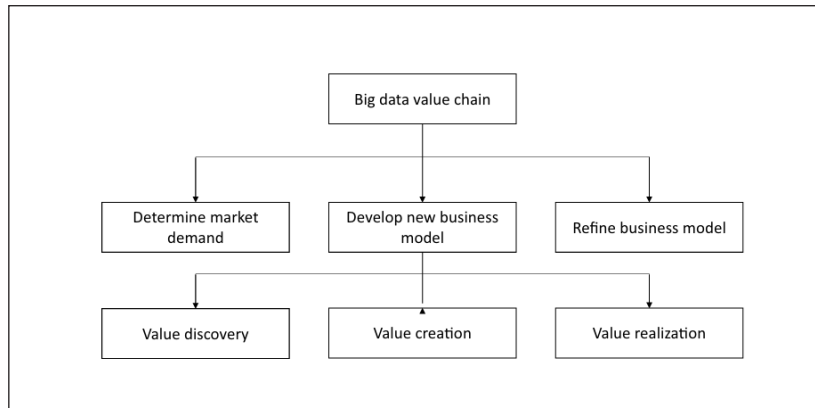 Big data value chain
Determine market
demand
Develop new business
model
Refine business model
Value discovery
Value creation
Value realization